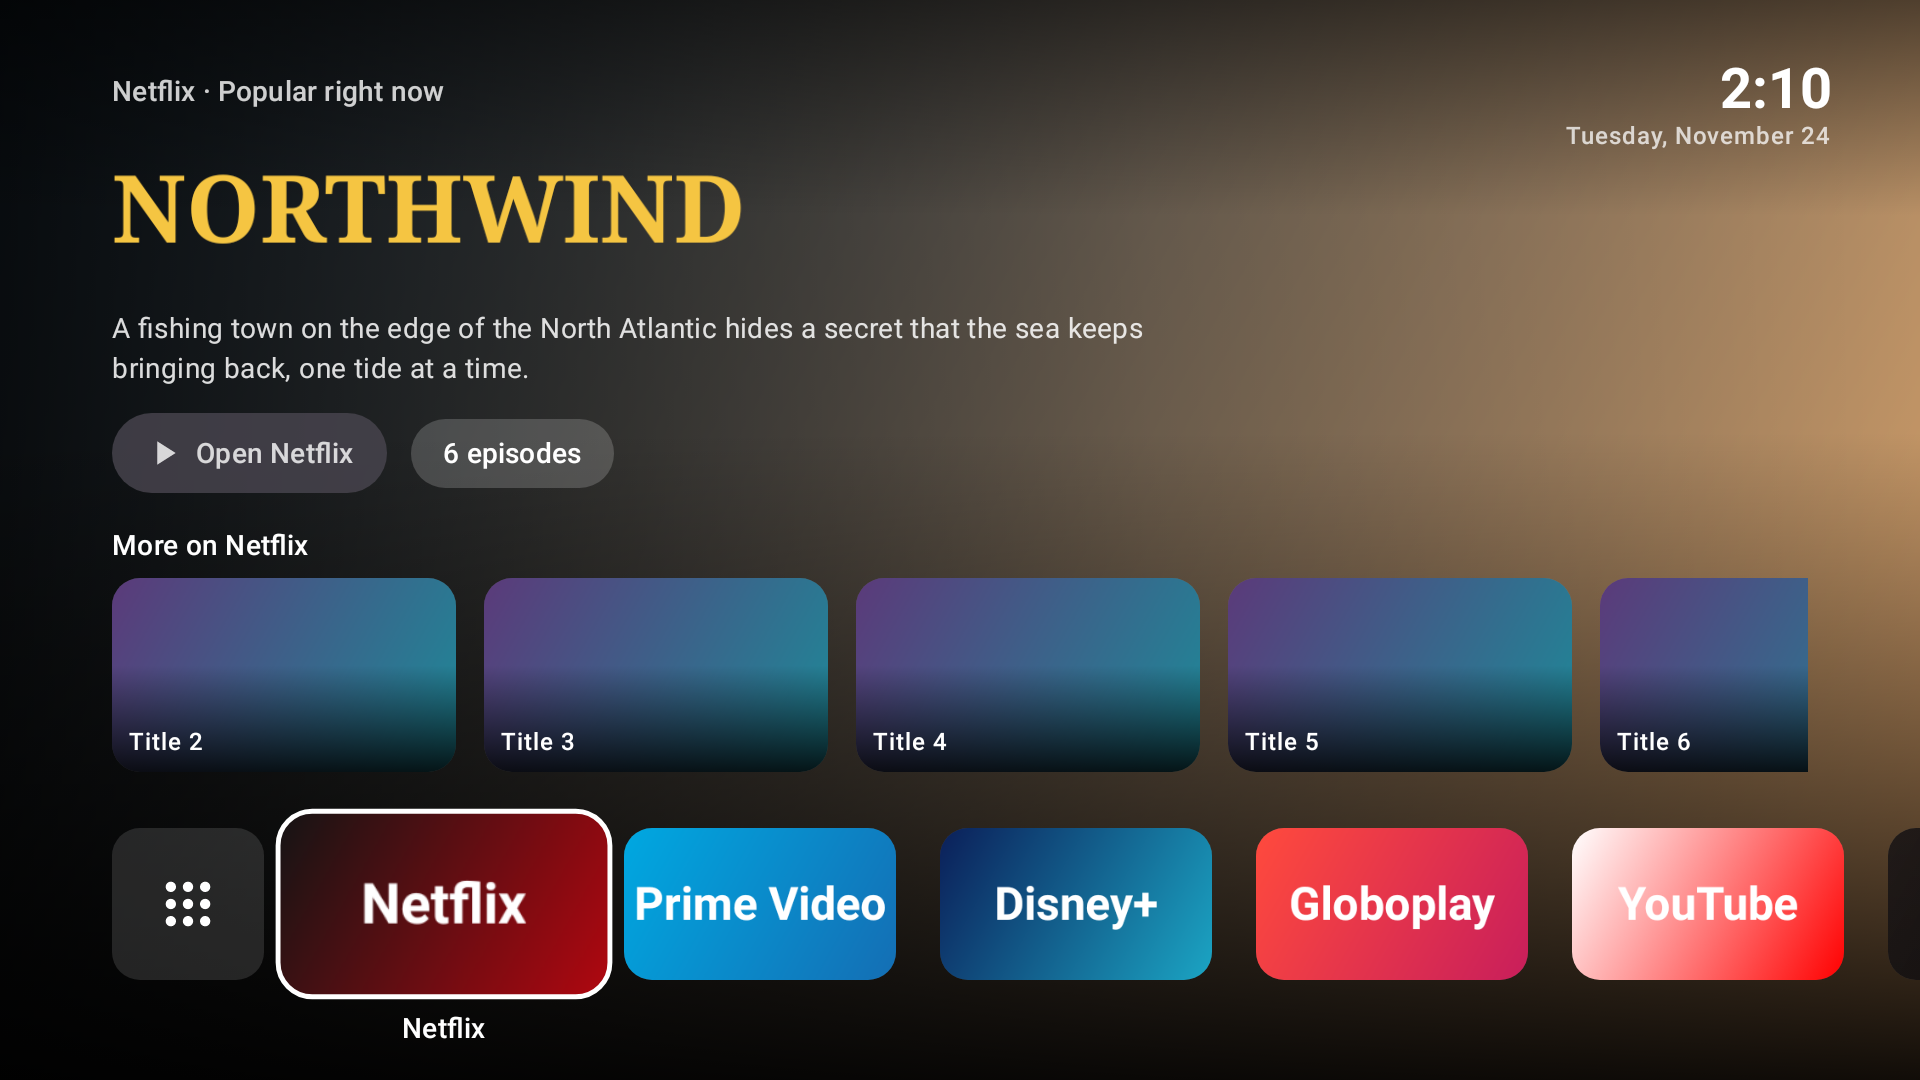 Netflix · Popular right now
2:10
Tuesday, November 24
NORTHWIND
A fishing town on the edge of the North Atlantic hides a secret that the sea keeps
bringing back, one tide at a time.
Open Netflix
6 episodes
More on Netflix
Title 2
Title 3
Title 4
Title 5
Title 6
Netflix
Prime Video
Disney+
Globoplay
YouTube
Netflix